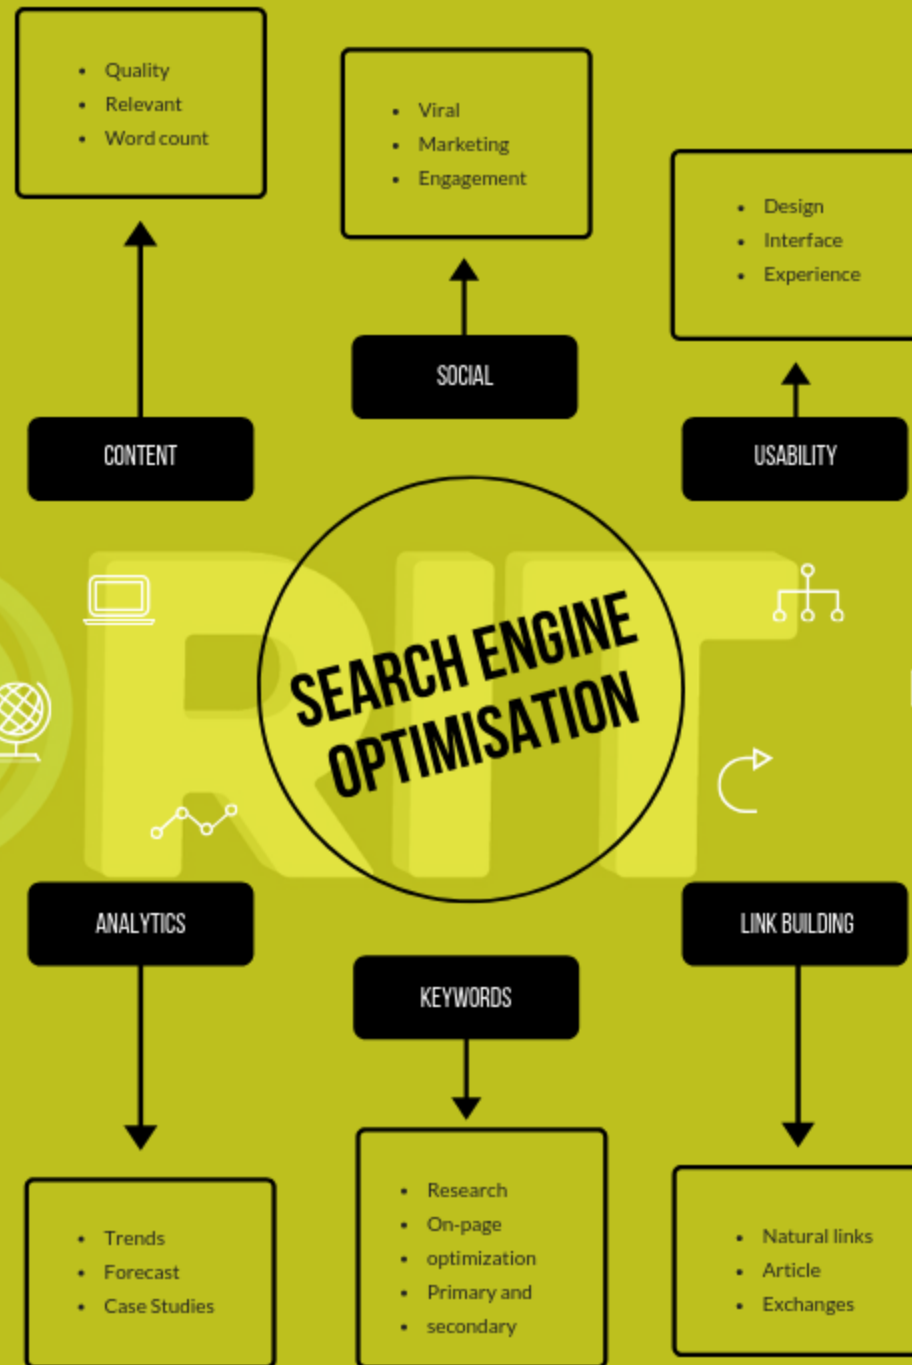 Quality
Relevant
Word count
Viral
Marketing
Engagement
Design
Interface
Experience
SOCIAL
CONTENT
USABILITY
RIT
SEARCH ENGINE
OPTIMISATION
ANALYTICS
LINK BUILDING
KEYWORDS
Trends
Forecast
Case Studies
Research
On-page
optimization
Primary and
secondary
Natural links
Article
Exchanges